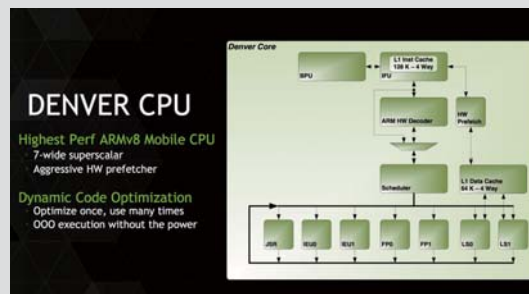 DENVER CPU
Highest Perf ARMv8 Mobile CPU
7-wide superscalar
Aggressive HW prefetcher
Dynamic Code Optimization
Optimize once, use many times
OOO execution without the power
Denver Core
BPU
L1 Inst Cache
128 K – 4 Way
IFU
ARM HW Decoder
HW
Prefetch
Scheduler
L1 Data Cache
64 K – 4 Way
JSR
IEU0
IEU1
FP0
FP1
LS0
LS1